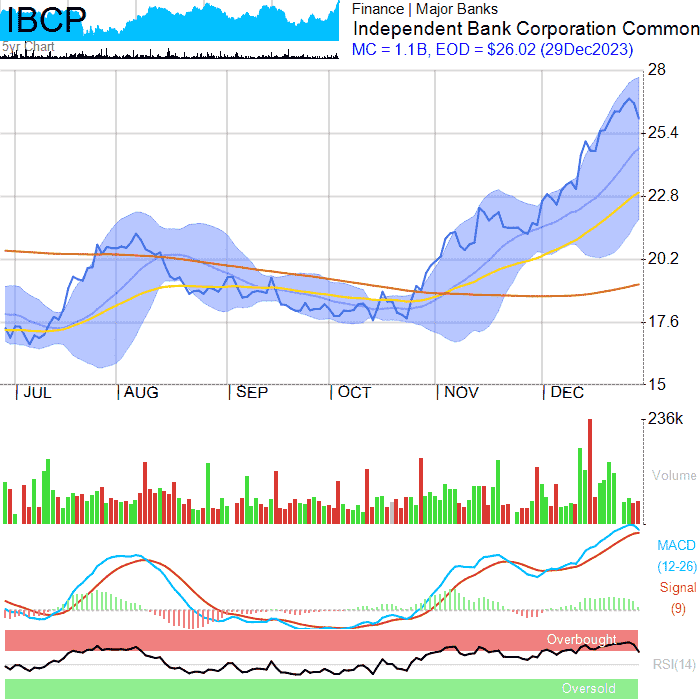 IBCP
5yr Chart
Finance | Major Banks
Independent Bank Corporation Common
MC = 1.1B, EOD = $26.02 (29Dec2023)
28
25.4
22.8
20.2
17.6
15
JUL AUG SEP OCT NOV DEC
236k
Volume
MACD
(12-26)
Signal
(9)
Overbought
RSI(14)
Oversold